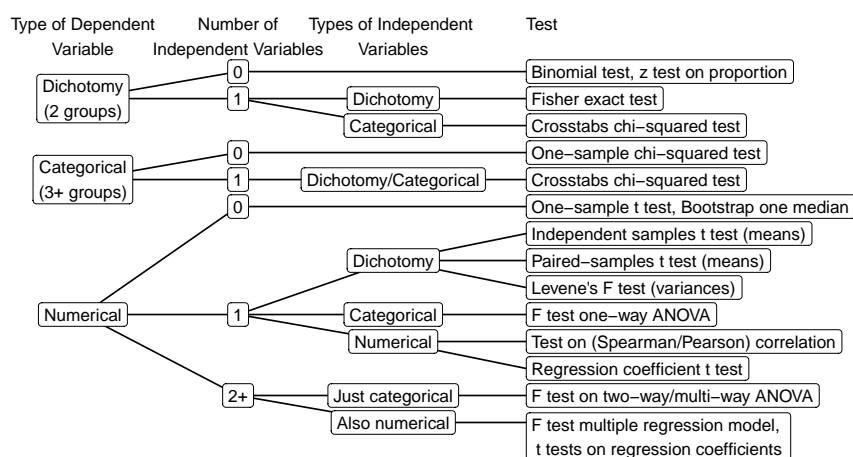 Type of Dependent Variable
Number of Independent Variables
Types of Independent Variables
Test
Dichotomy
(2 groups)
0
Binomial test, z test on proportion
1
Dichotomy
Fisher exact test
Categorical
Crosstabs chi−squared test
Categorical
(3+ groups)
0
One−sample chi−squared test
1
Dichotomy/Categorical
Crosstabs chi−squared test
Numerical
0
One−sample t test, Bootstrap one median
1
Dichotomy
Independent samples t test (means)
Paired−samples t test (means)
Levene's F test (variances)
Categorical
F test one−way ANOVA
Numerical
Test on (Spearman/Pearson) correlation
Regression coefficient t test
2+
Just categorical
F test on two−way/multi−way ANOVA
Also numerical
F test multiple regression model,
t tests on regression coefficients